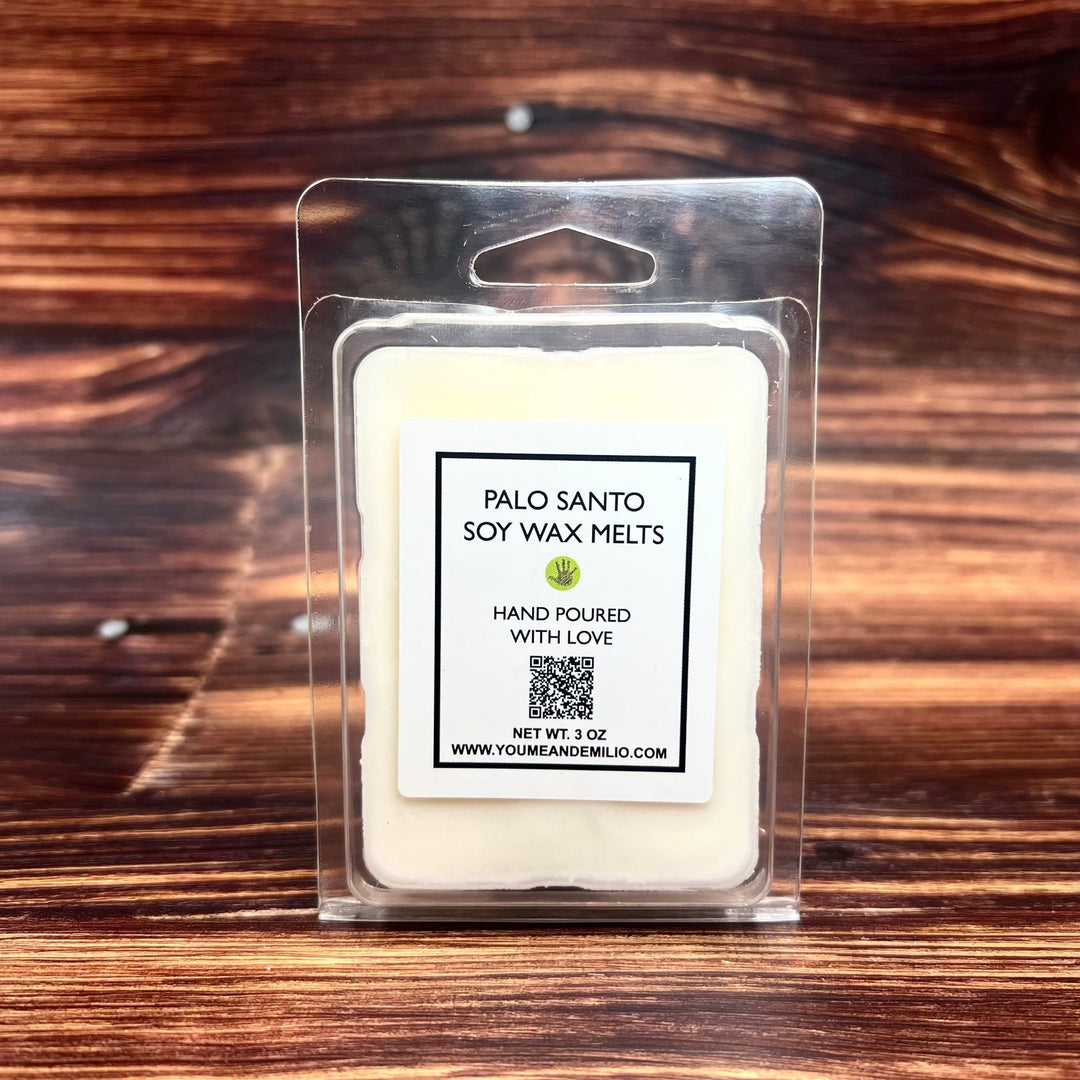 PALO SANTO
SOY WAX MELTS
HAND POURED
WITH LOVE
NET WT. 3 OZ
WWW.YOUMEANDEMILIO.COM